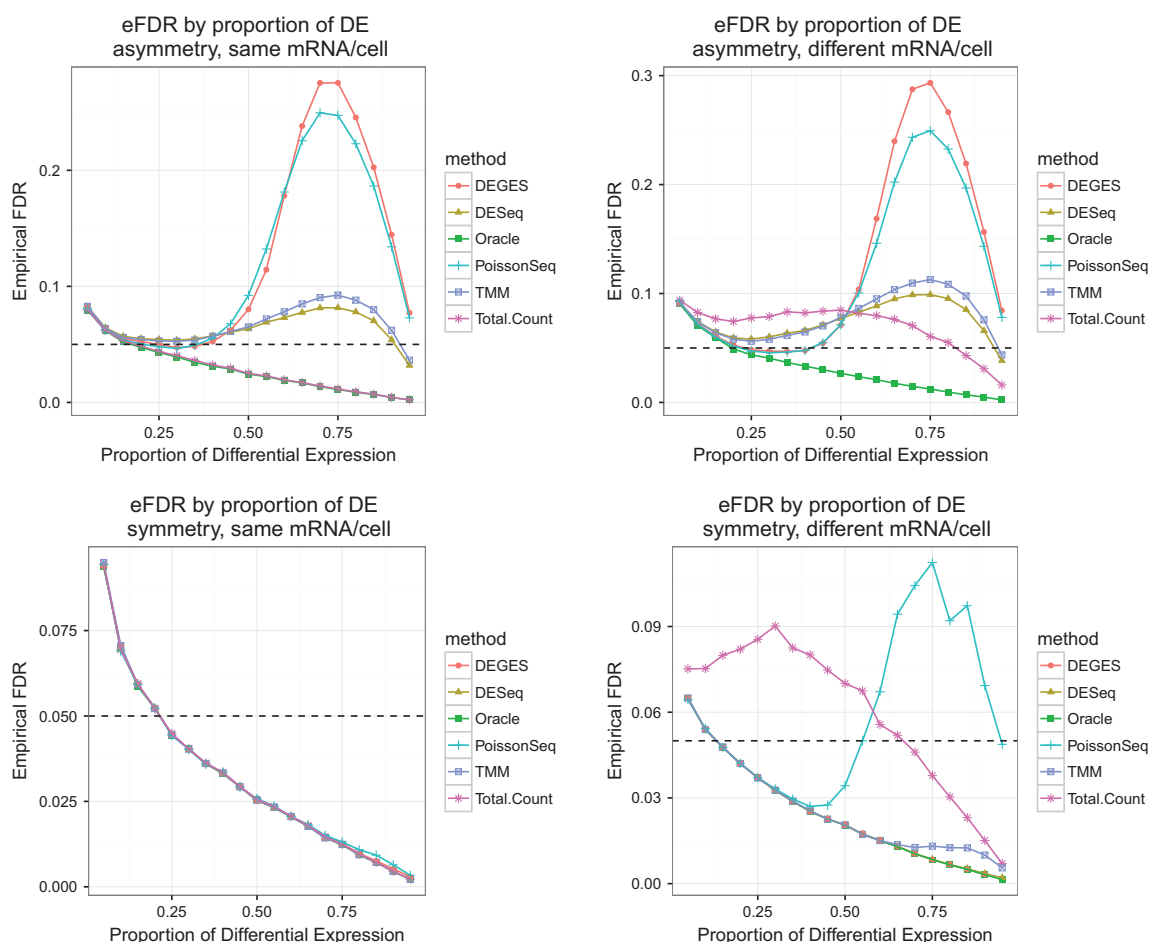 eFDR by proportion of DE
asymmetry, same mRNA/cell
0.2
0.1
0.0
Empirical FDR
0.25
0.50
0.75
Proportion of Differential Expression
method
DEGES
DESeq
Oracle
PoissonSeq
TMM
Total.Count
eFDR by proportion of DE
asymmetry, different mRNA/cell
0.3
0.2
0.1
0.0
Empirical FDR
0.25
0.50
0.75
Proportion of Differential Expression
method
DEGES
DESeq
Oracle
PoissonSeq
TMM
Total.Count
eFDR by proportion of DE
symmetry, same mRNA/cell
0.075
0.050
0.025
0.000
Empirical FDR
0.25
0.50
0.75
Proportion of Differential Expression
method
DEGES
DESeq
Oracle
PoissonSeq
TMM
Total.Count
eFDR by proportion of DE
symmetry, different mRNA/cell
0.09
0.06
0.03
0.00
Empirical FDR
0.25
0.50
0.75
Proportion of Differential Expression
method
DEGES
DESeq
Oracle
PoissonSeq
TMM
Total.Count